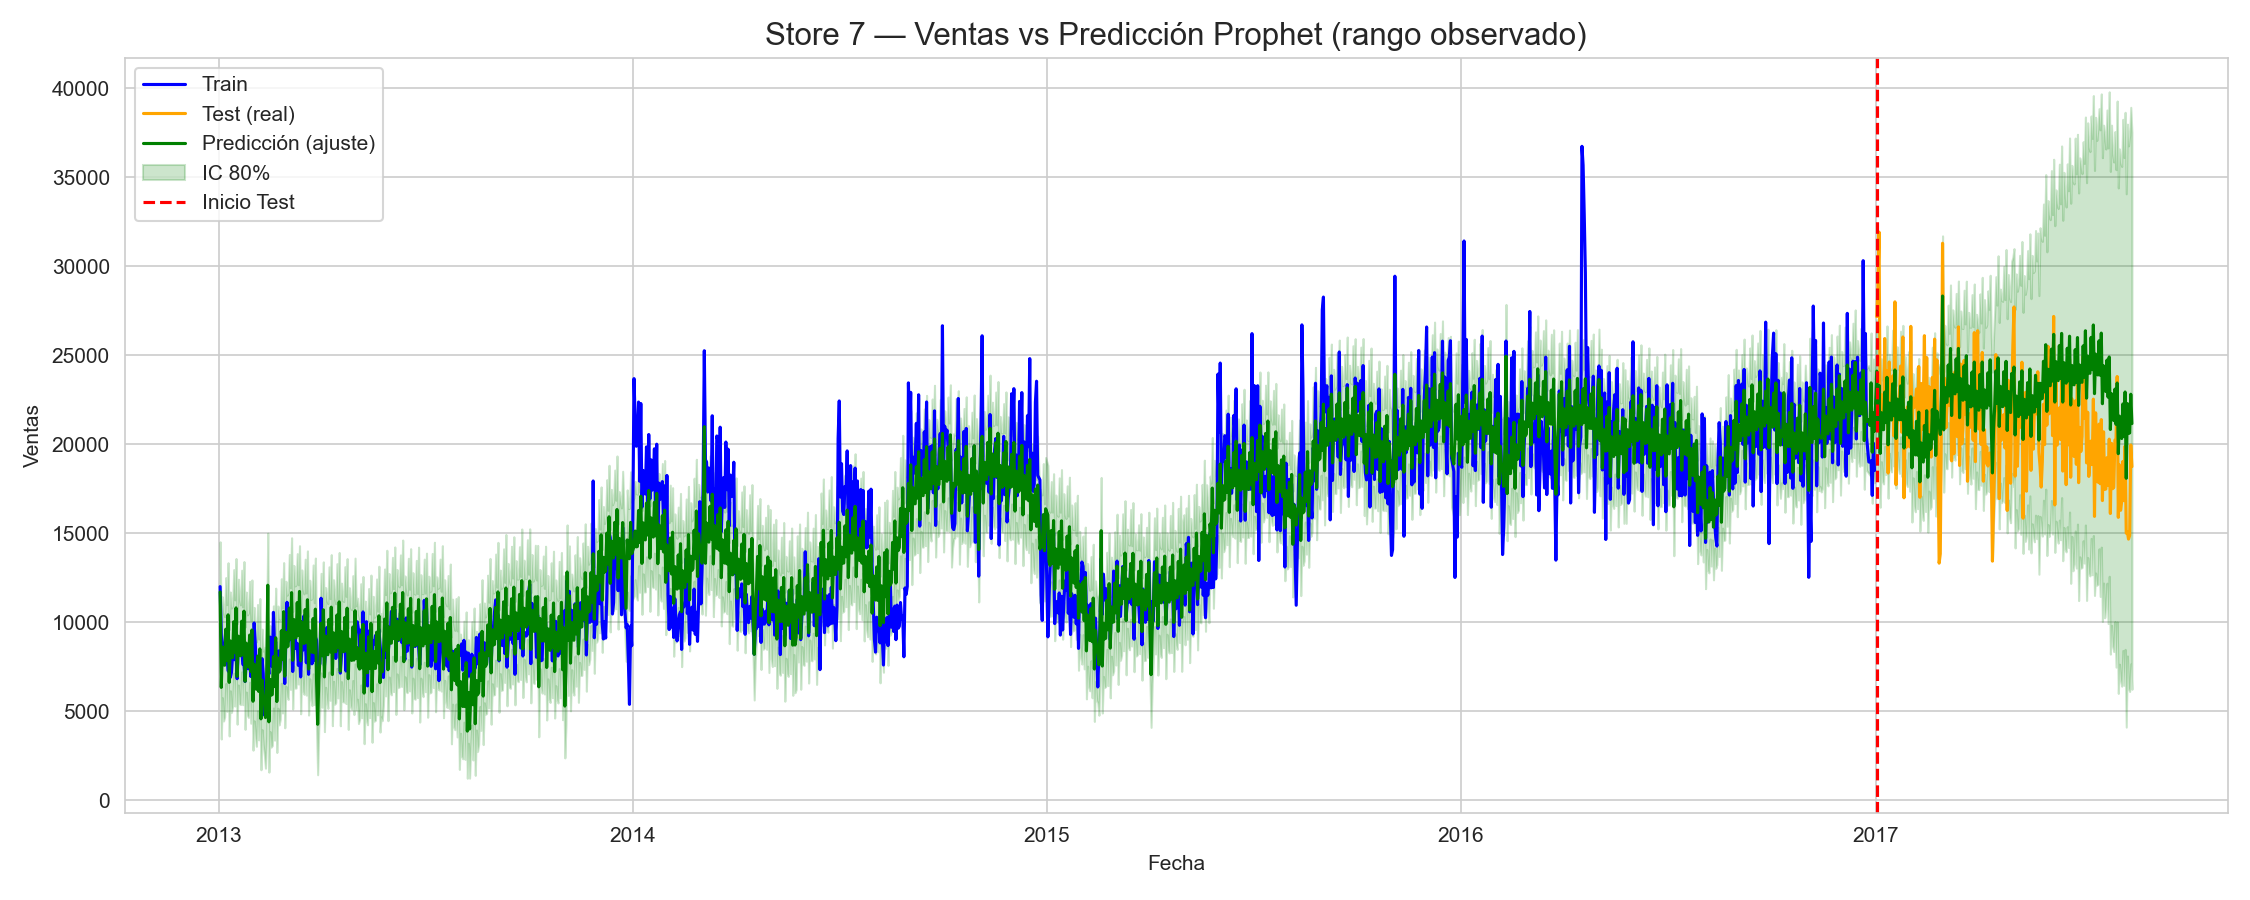 Store 7 — Ventas vs Predicción Prophet (rango observado)
Train
Test (real)
Predicción (ajuste)
IC 80%
Inicio Test
Ventas
40000
35000
30000
25000
20000
15000
10000
5000
0
2013
2014
2015
2016
2017
Fecha